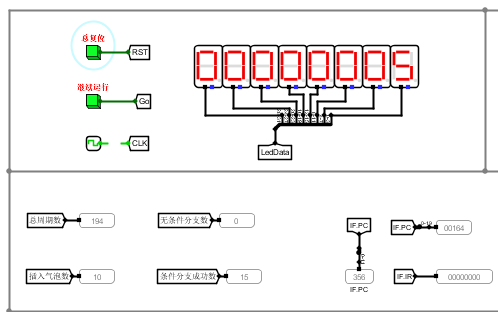 总复位
RST
00000005
继续运行
Go
CLK
LedData
总周期数 194
无条件分支数 0
IF.PC
IF.PC 00164
插入气泡数 10
条件分支成功数 15
356
IF.PC
IF.IR 00000000